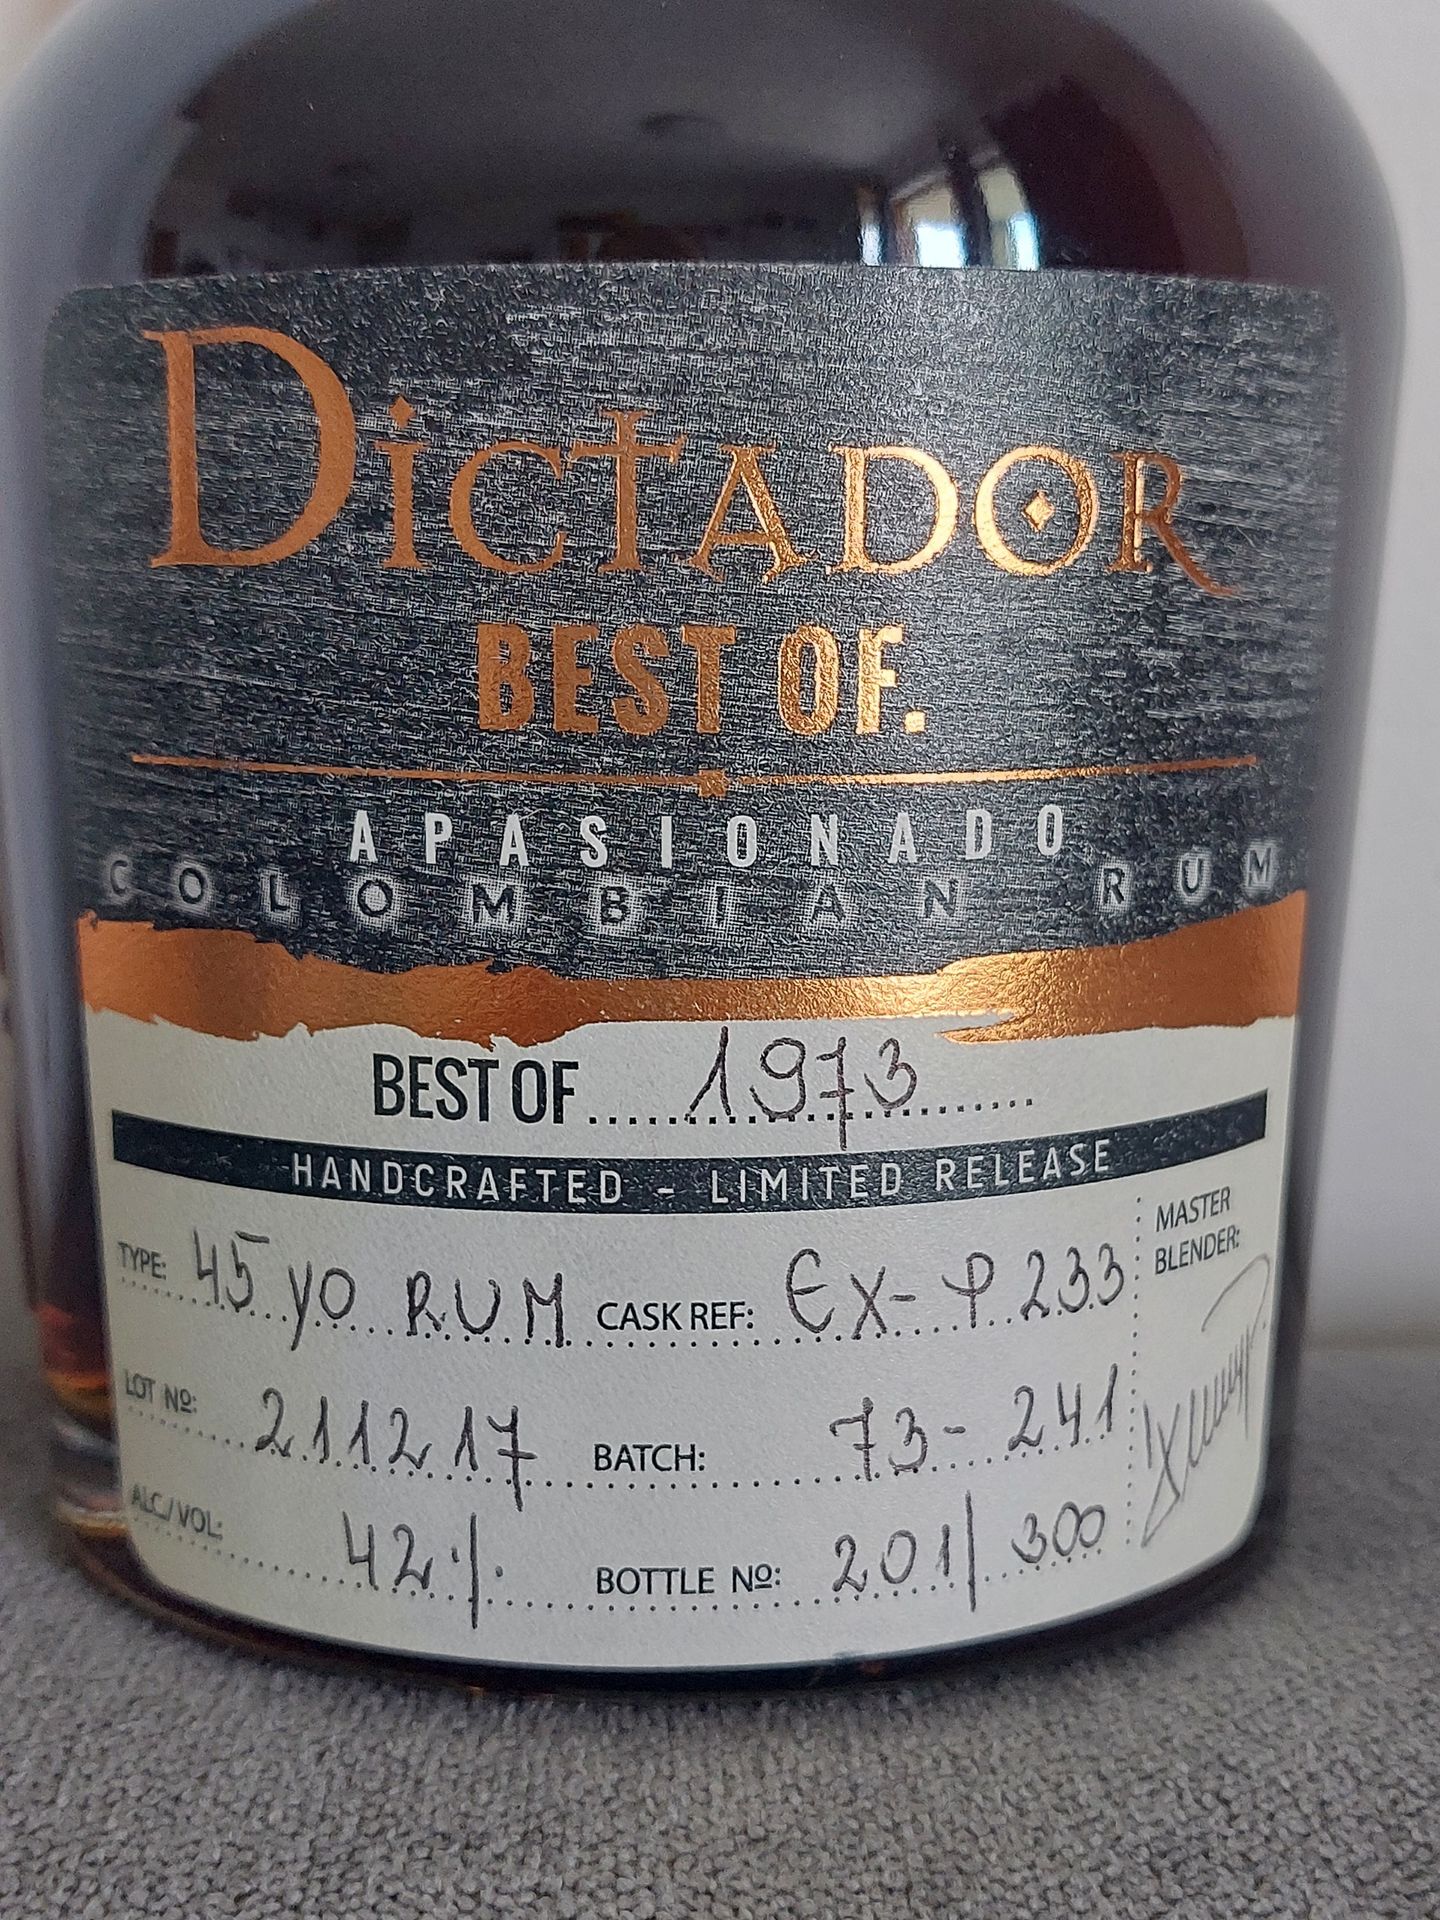 DICTADOR
BEST OF.
APASIONADO
COLOMBIAN RUM
BEST OF 1973
HANDCRAFTED - LIMITED RELEASE
TYPE: 45 yo RUM CASK REF: EX-P233
MASTER
BLENDER:
LOT Nº: 211217 BATCH: 73-241
ALC./VOL: 42% BOTTLE Nº: 201/300